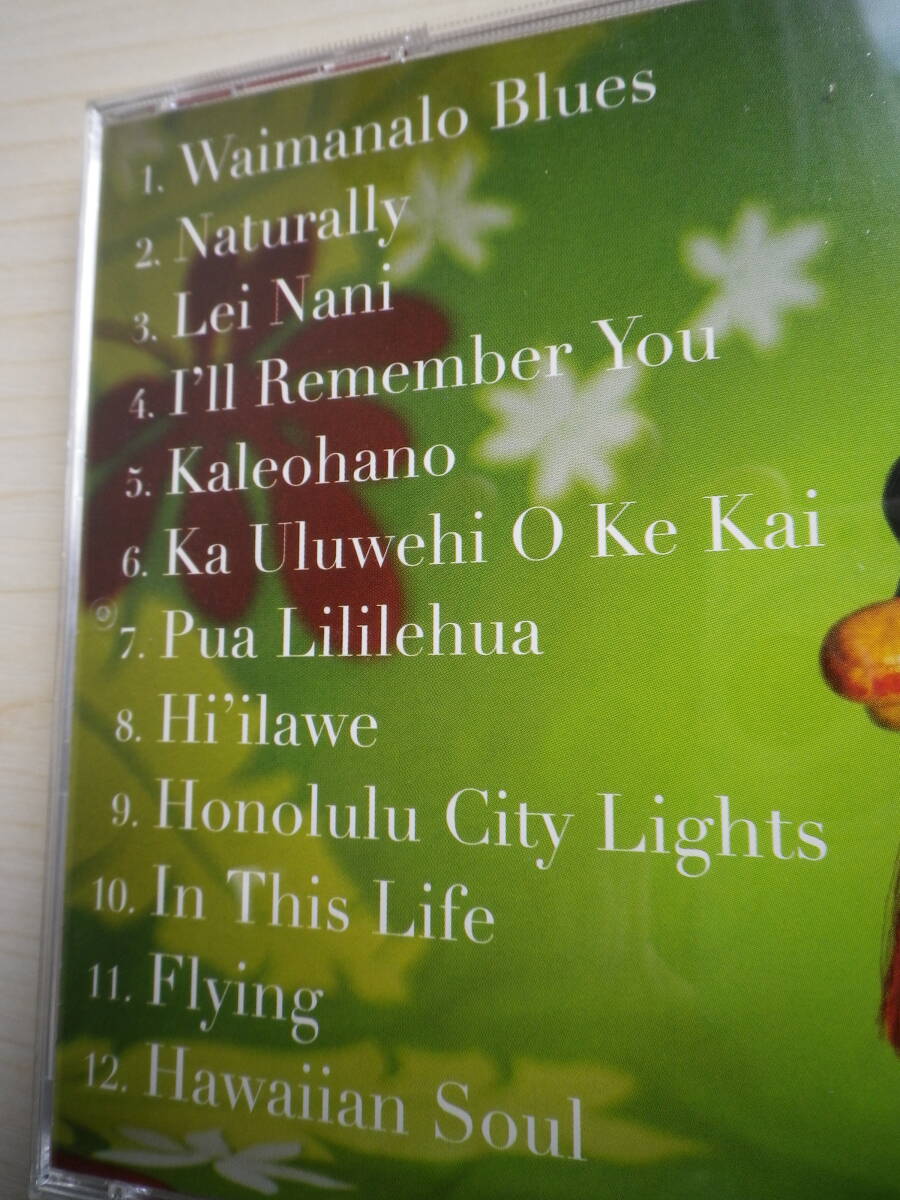 1. Waimanalo Blues
2. Naturally
3. Lei Nani
4. I'll Remember You
5. Kaleohano
6. Ka Uluwehi O Ke Kai
7. Pua Lililehua
8. Hi'ilawe
9. Honolulu City Lights
10. In This Life
11. Flying
12. Hawaiian Soul